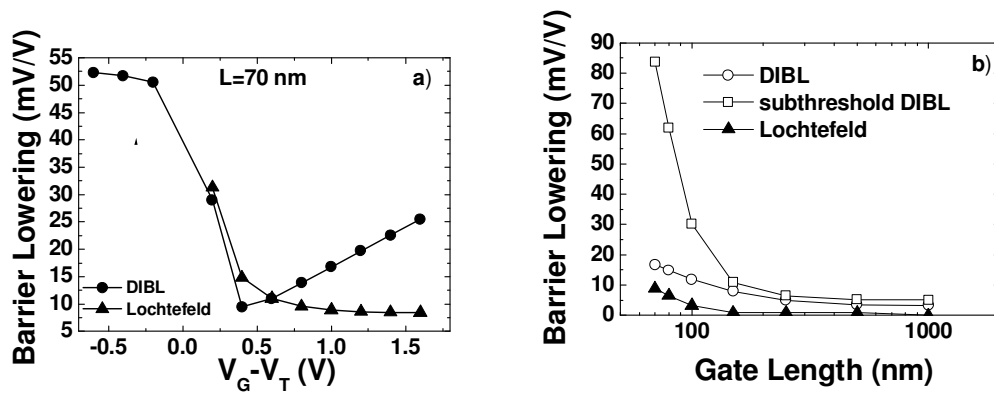 Barrier Lowering (mV/V)
55
50
45
40
35
30
25
20
15
10
5
L=70 nm
a)
DIBL
Lochtefeld
-0.5 0.0 0.5 1.0 1.5
V_G-V_T (V)
Barrier Lowering (mV/V)
90
80
70
60
50
40
30
20
10
0
b)
DIBL
subthreshold DIBL
Lochtefeld
100 1000
Gate Length (nm)